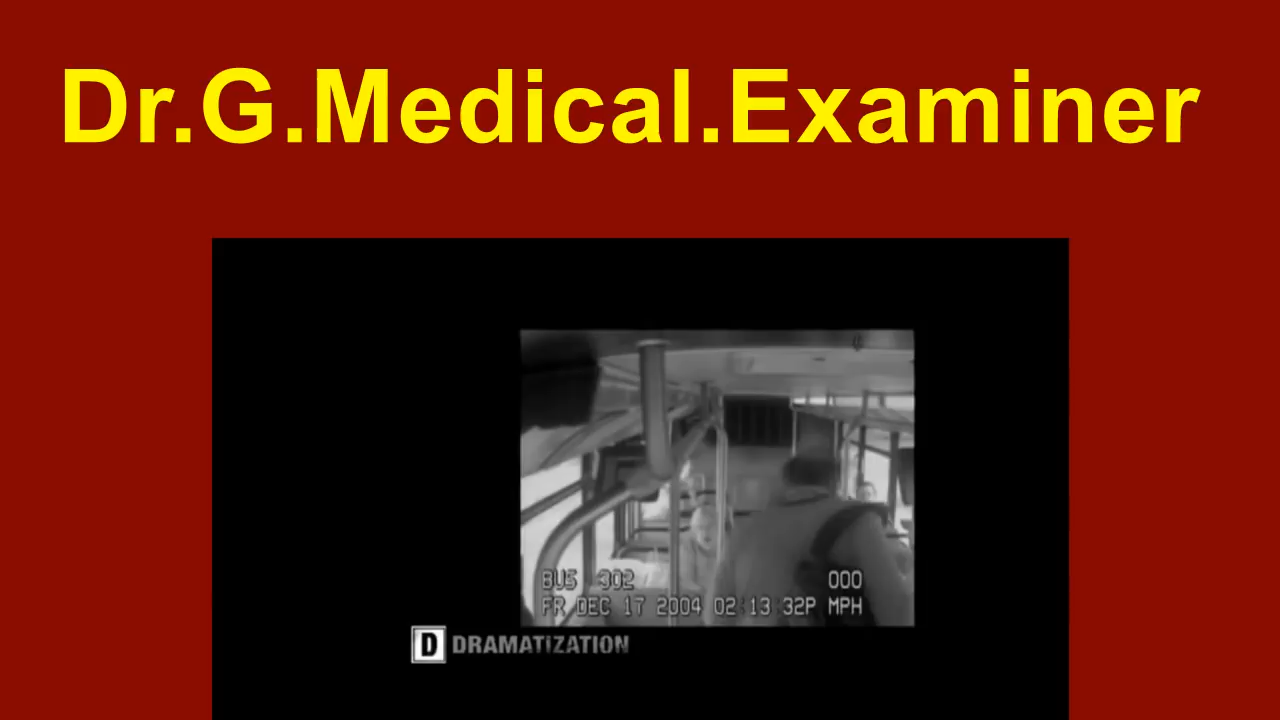 Dr.G.Medical.Examiner
BUS 302 000
FR DEC 17 2004 02:13:32P MPH
D DRAMATIZATION